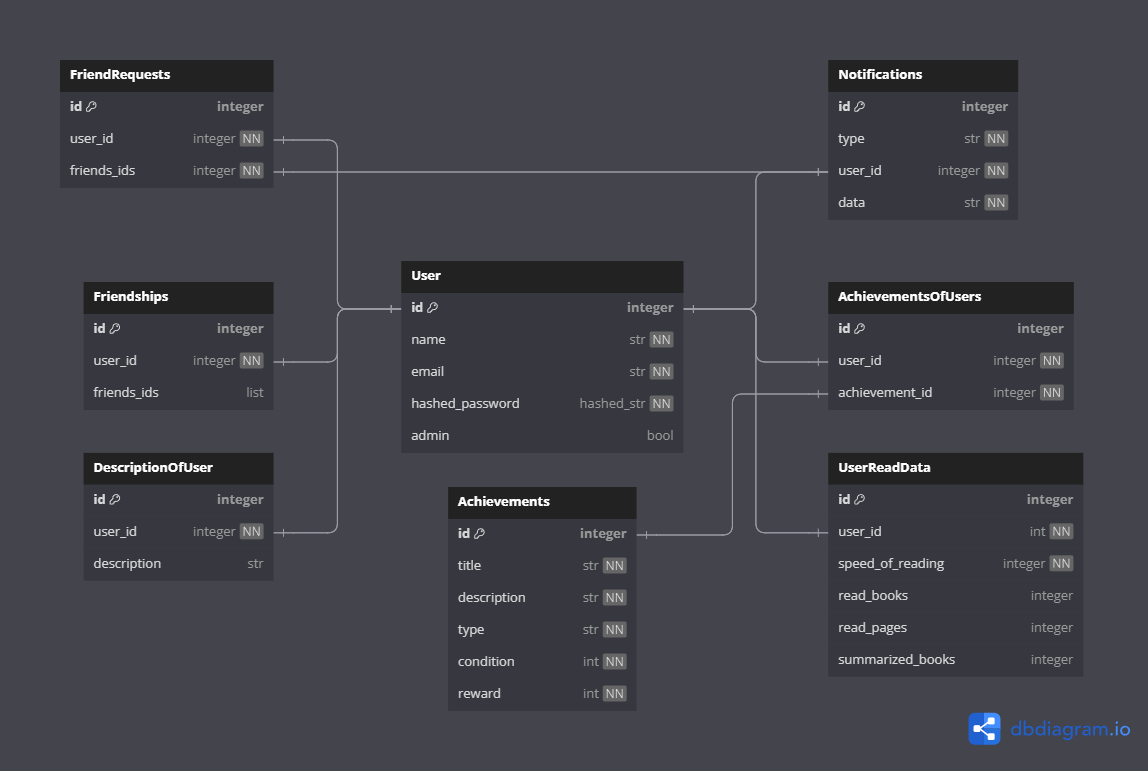 FriendRequests
id integer
user_id integer NN
friends_ids integer NN
Notifications
id integer
type str NN
user_id integer NN
data str NN
User
id integer
name str NN
email str NN
hashed_password hashed_str NN
admin bool
Friendships
id integer
user_id integer NN
friends_ids list
AchievementsOfUsers
id integer
user_id integer NN
achievement_id integer NN
DescriptionOfUser
id integer
user_id integer NN
description str
Achievements
id integer
title str NN
description str NN
type str NN
condition int NN
reward int NN
UserReadData
id integer
user_id int NN
speed_of_reading integer NN
read_books integer
read_pages integer
summarized_books integer
dbdiagram.io